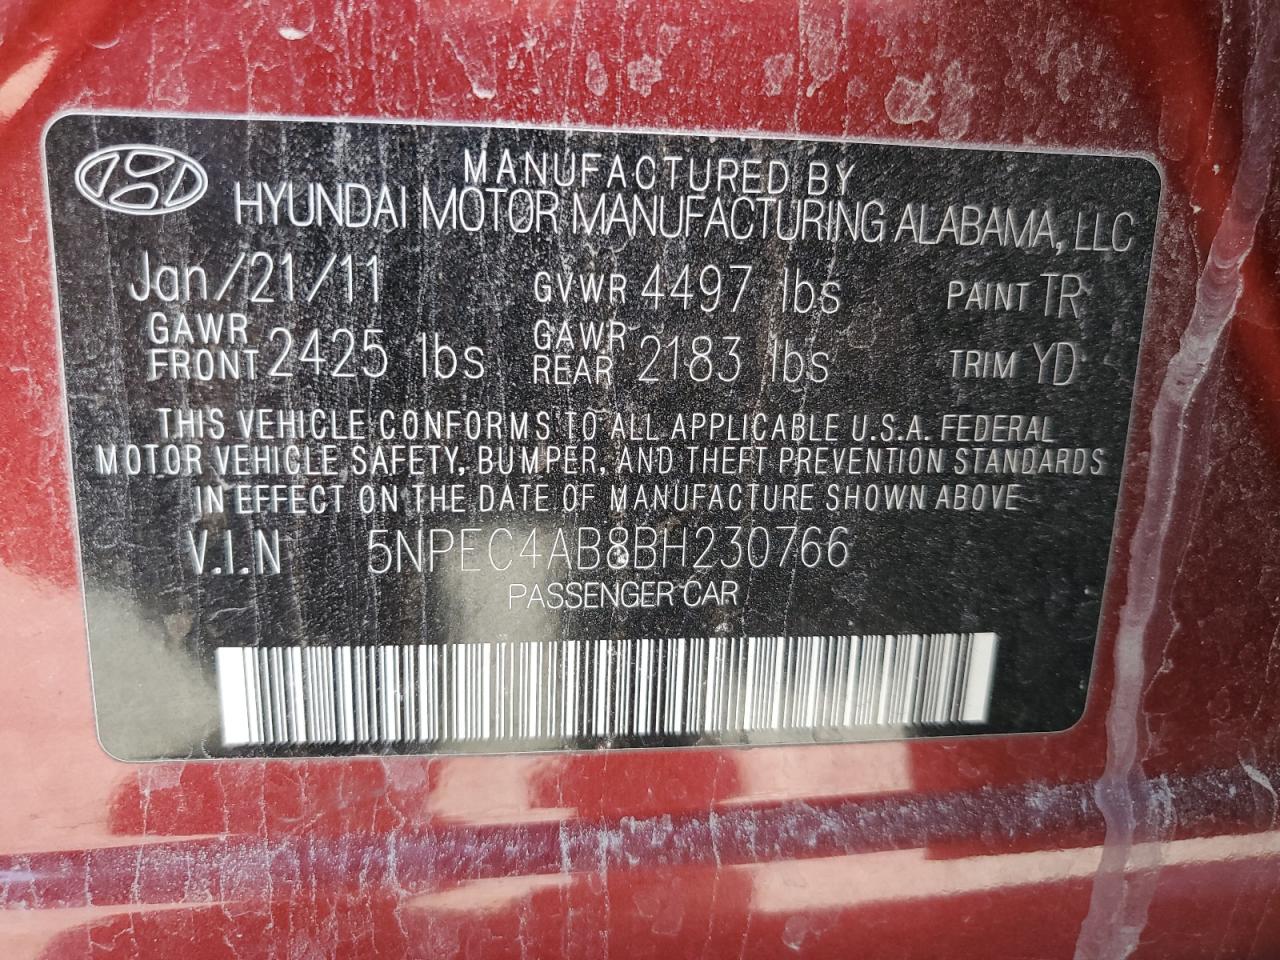 MANUFACTURED BY
HYUNDAI MOTOR MANUFACTURING ALABAMA, LLC
Jan/21/11 GVWR 4497 lbs PAINT TR
GAWR FRONT 2425 lbs GAWR REAR 2183 lbs TRIM YD
THIS VEHICLE CONFORMS TO ALL APPLICABLE U.S.A. FEDERAL
MOTOR VEHICLE SAFETY, BUMPER, AND THEFT PREVENTION STANDARDS
IN EFFECT ON THE DATE OF MANUFACTURE SHOWN ABOVE
V.I.N 5NPEC4AB8BH230766
PASSENGER CAR